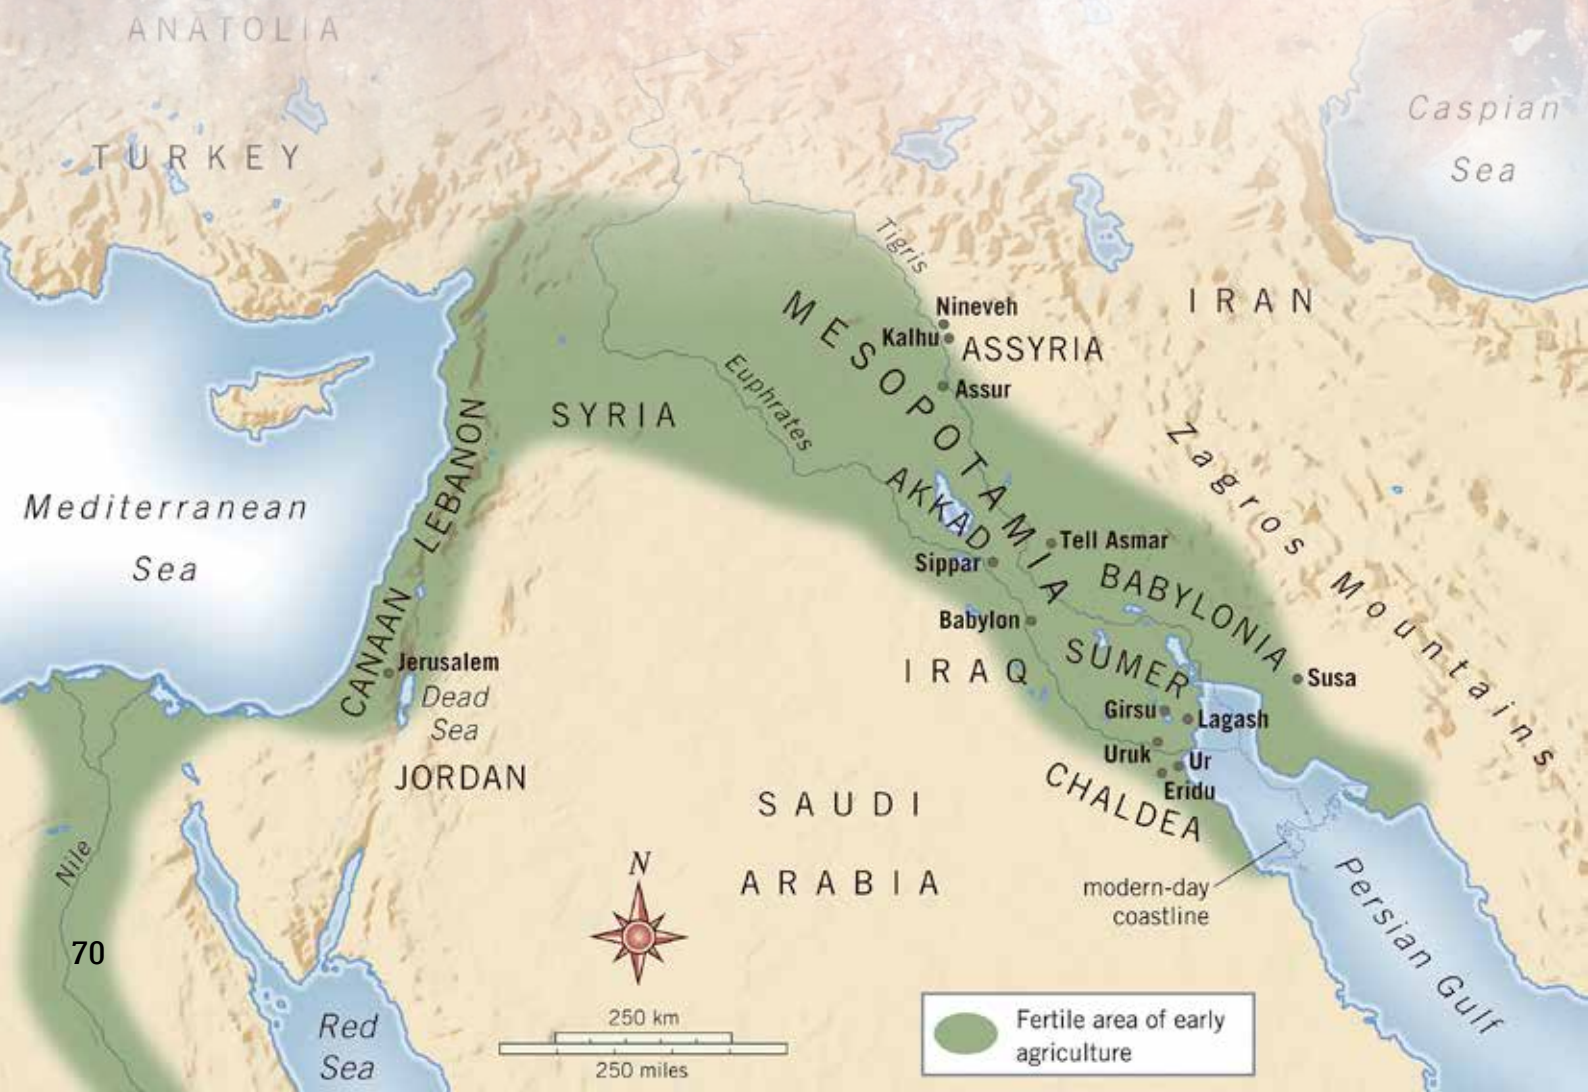 ANATOLIA
TURKEY
Caspian
Sea
Tigris
IRAN
Nineveh
Kalhu
ASSYRIA
MESOPOTAMIA
Assur
Euphrates
SYRIA
LEBANON
Zagros Mountains
Mediterranean
Sea
AKKAD
Tell Asmar
Sippar
BABYLONIA
CANAAN
Babylon
Jerusalem
Dead
Sea
IRAQ
SUMER
Susa
Girsu
Lagash
Uruk
Ur
Eridu
JORDAN
CHALDEA
SAUDI
ARABIA
Nile
N
modern-day
coastline
Persian Gulf
70
Red
Sea
250 km
250 miles
Fertile area of early
agriculture